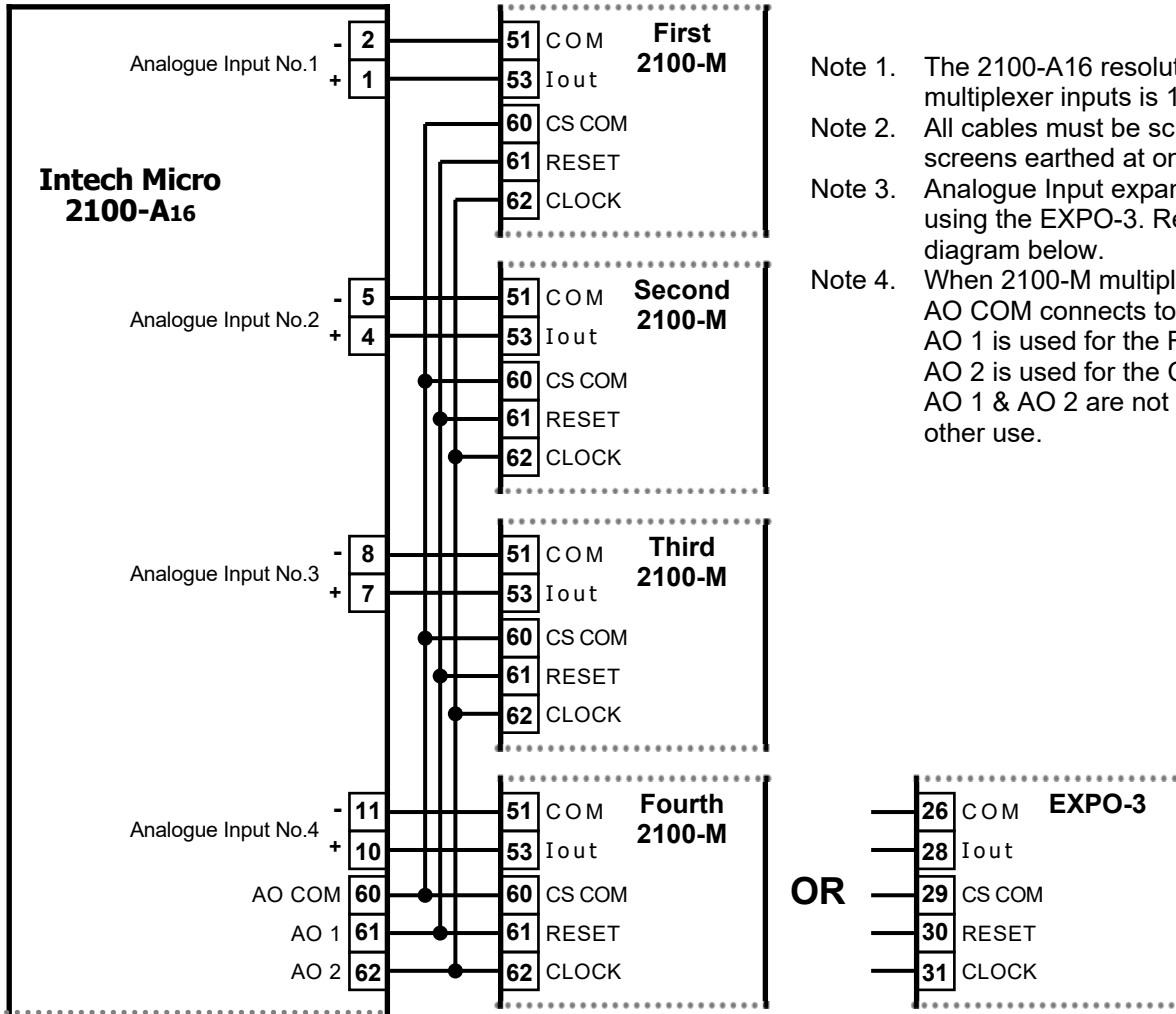 Intech Micro
2100-A16
Analogue Input No.1
- 2
+ 1
Analogue Input No.2
- 5
+ 4
Analogue Input No.3
- 8
+ 7
Analogue Input No.4
- 11
+ 10
AO COM 60
AO 1 61
AO 2 62
First
2100-M
51 COM
53 Iout
60 CS COM
61 RESET
62 CLOCK
Second
2100-M
51 COM
53 Iout
60 CS COM
61 RESET
62 CLOCK
Third
2100-M
51 COM
53 Iout
60 CS COM
61 RESET
62 CLOCK
Fourth
2100-M
51 COM
53 Iout
60 CS COM
61 RESET
62 CLOCK
OR
EXPO-3
26 COM
28 Iout
29 CS COM
30 RESET
31 CLOCK
Note 1. The 2100-A16
multiplexer inputs is
Note 2. All cables must be
screens earthed at
Note 3. Analogue Input
using the EXPO-3.
diagram below.
Note 4. When 2100-M
AO COM connects to
AO 1 is used for the
AO 2 is used for the
AO 1 & AO 2 are not
other use.